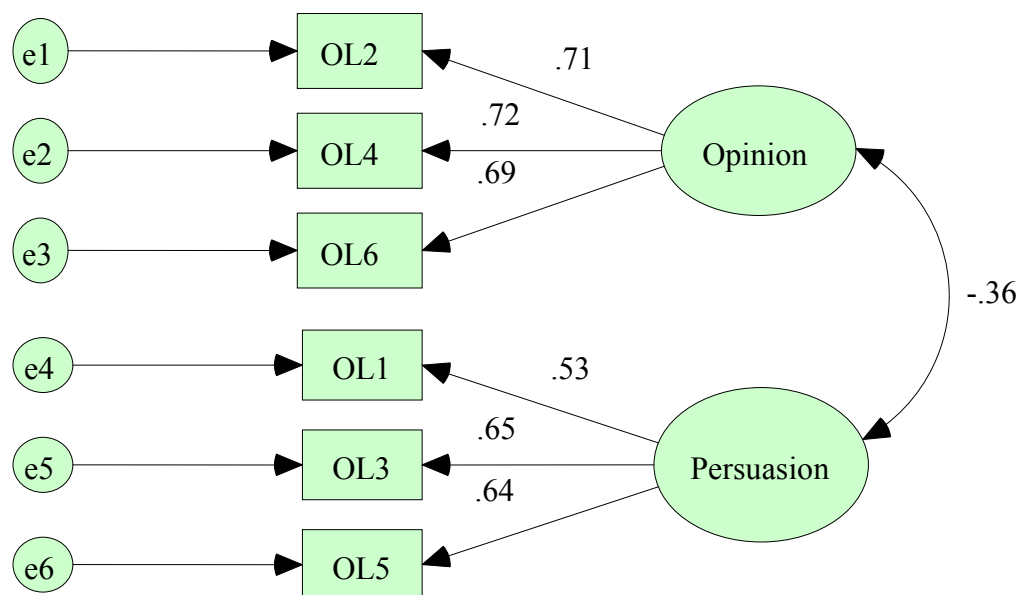 e1
OL2
.71
e2
OL4
.72
Opinion
e3
OL6
.69
-.36
e4
OL1
.53
e5
OL3
.65
Persuasion
e6
OL5
.64